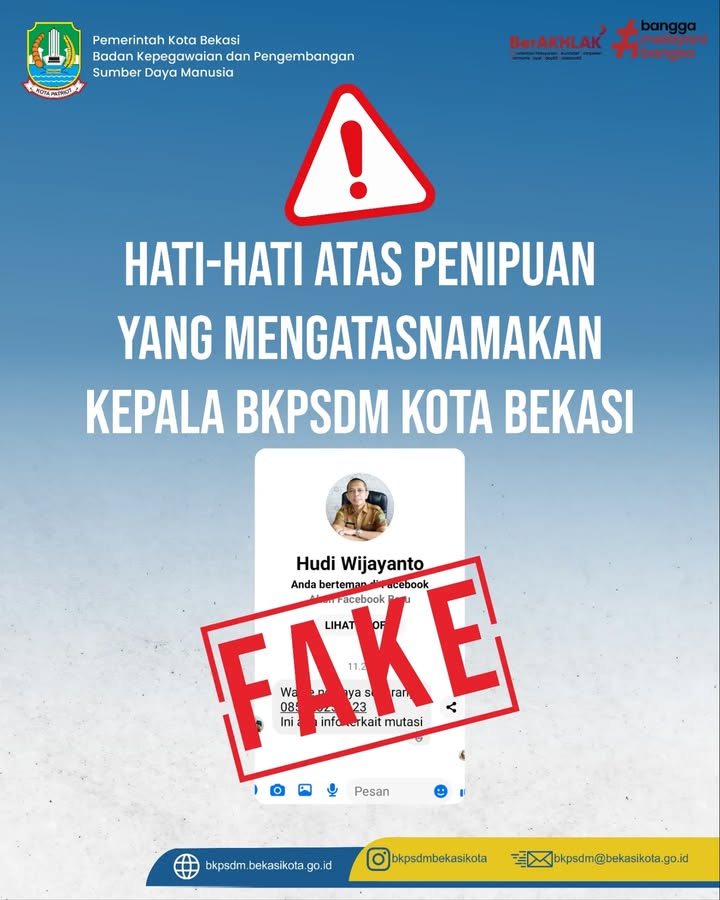 Pemerintah Kota Bekasi
Badan Kepegawaian dan Pengembangan
Sumber Daya Manusia
KOTA PATRIOT
BerAKHLAK
#bangga
melayani
bangsa
HATI-HATI ATAS PENIPUAN
YANG MENGATASNAMAKAN
KEPALA BKPSDM KOTA BEKASI
Hudi Wijayanto
Anda berteman di Facebook
Facebook
LIHAT
FAKE
Ini info terkait mutasi
Pesan
bkpsdm.bekasikota.go.id
bkpsdmbekasikota
bkpsdm@bekasikota.go.id